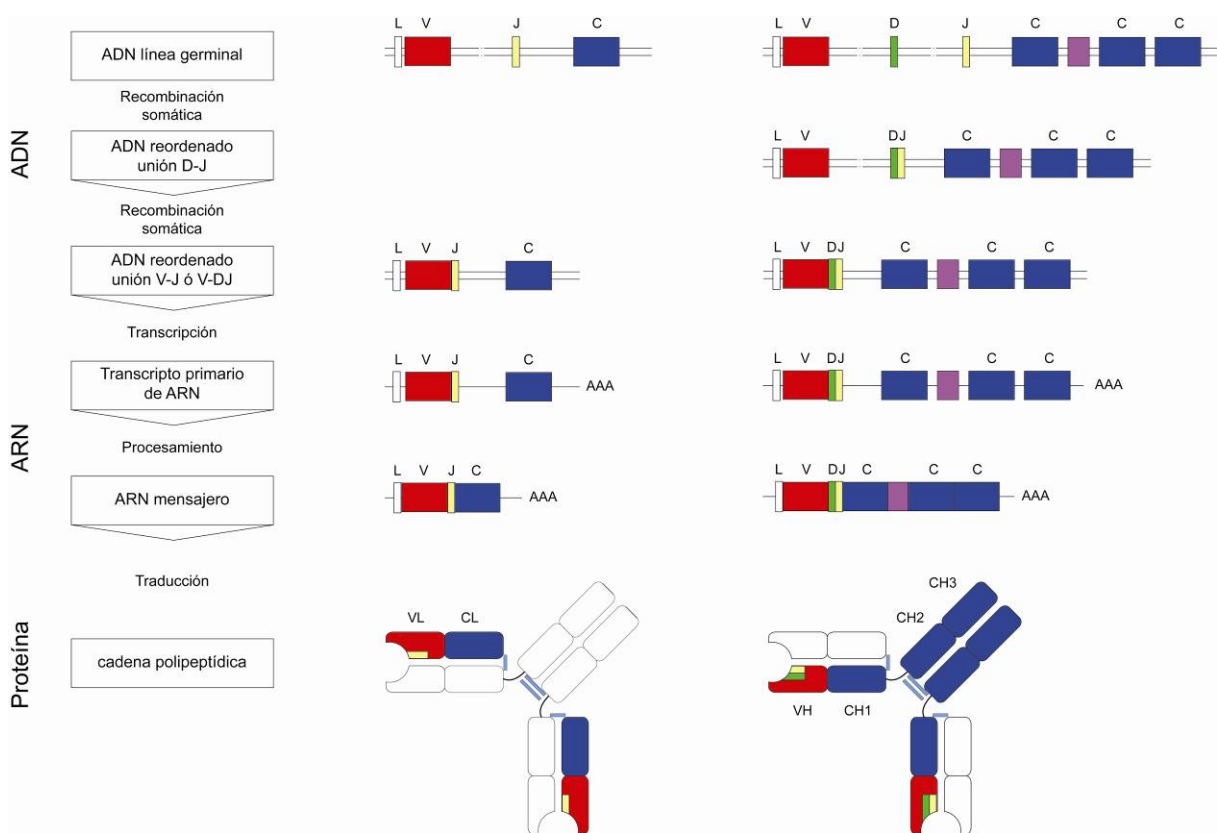 L V J C
L V D J C C C
ADN línea germinal
Recombinación
somática
ADN
ADN reordenado
unión D-J
L V DJ C C C
Recombinación
somática
ADN reordenado
unión V-J ó V-DJ
L V J C
L V DJ C C C
Transcripción
ARN
Transcripto primario
de ARN
L V J C
AAA
L V DJ C C C
AAA
Procesamiento
ARN mensajero
L V J C
AAA
L V DJ C C C
AAA
Traducción
Proteína
cadena polipeptídica
VL CL
CH3
CH2
VH CH1